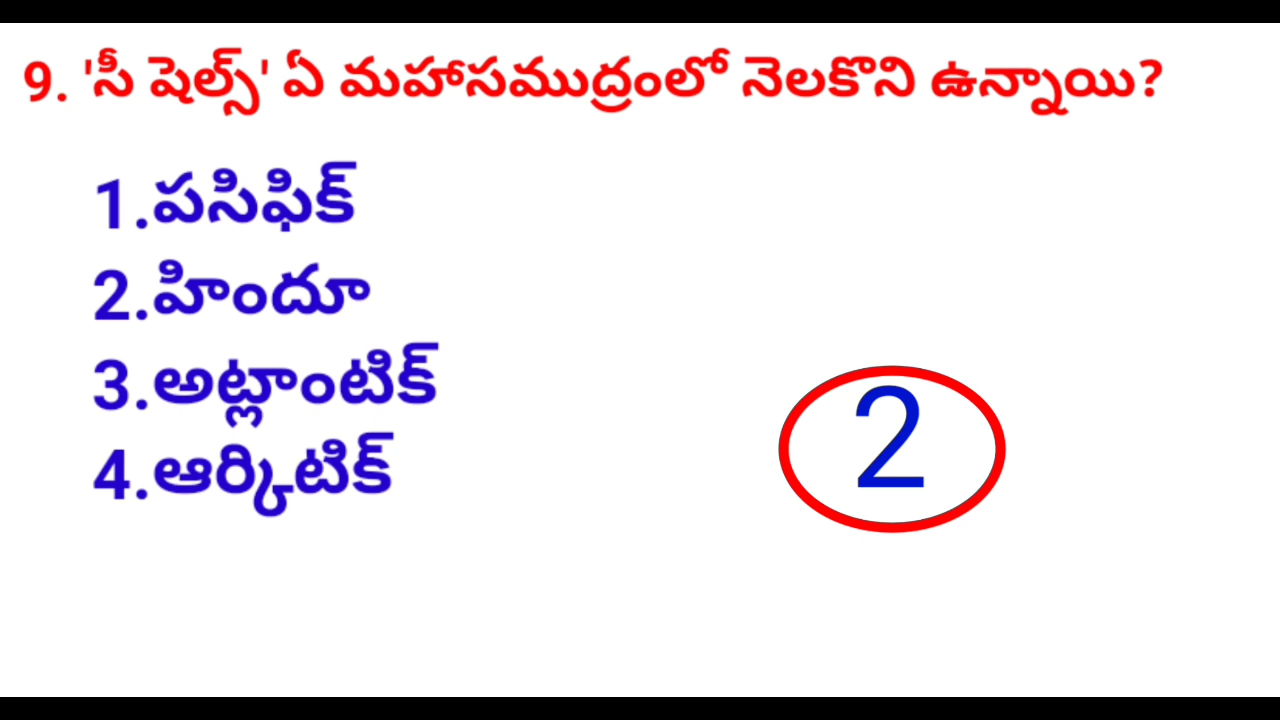 9. 'సీ షెల్స్' ఏ మహాసముద్రంలో నెలకొని ఉన్నాయి?
1.పసిఫిక్
2.హిందూ
3.అట్లాంటిక్
4.ఆర్కిటిక్
2